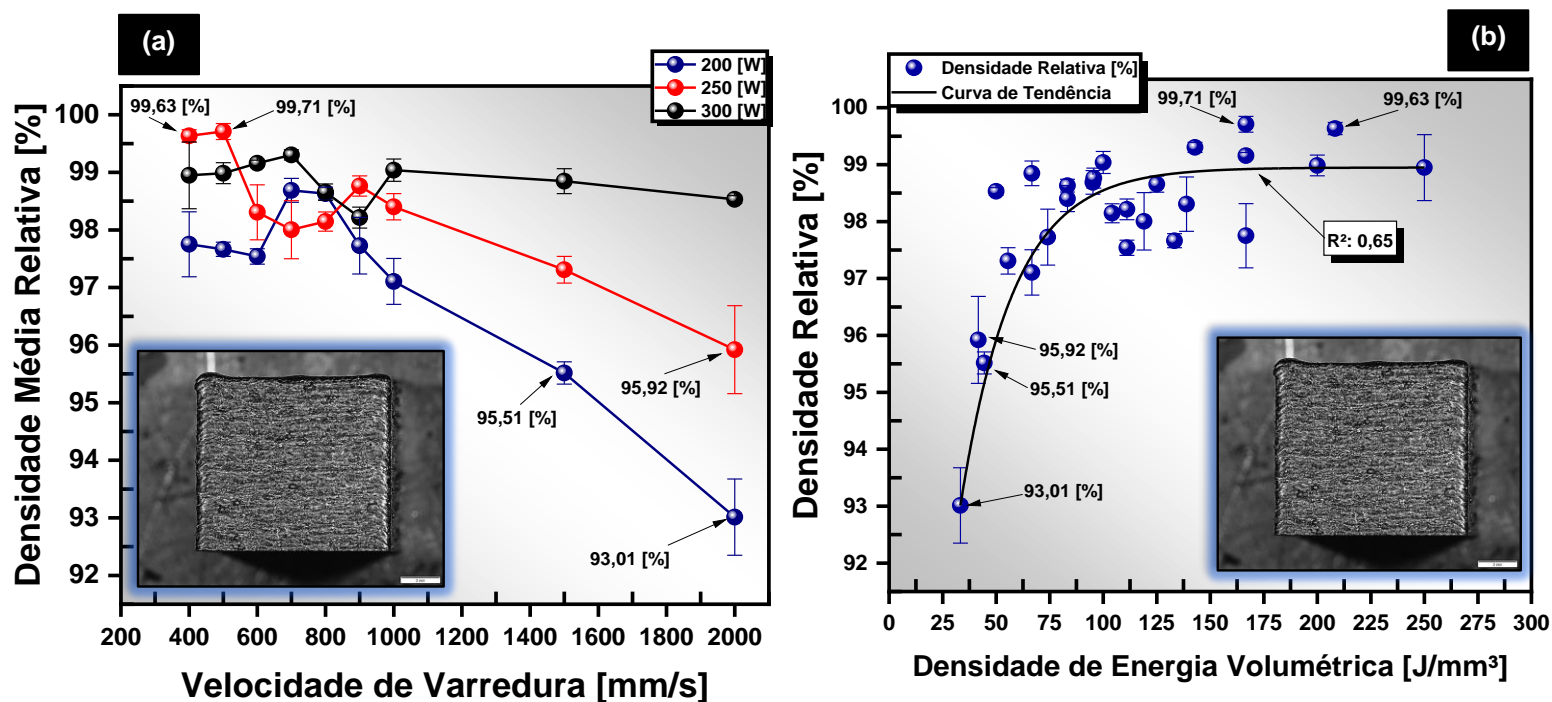 (a)
200 [W]
250 [W]
300 [W]
99,63 [%]
99,71 [%]
95,51 [%]
95,92 [%]
93,01 [%]
Densidade Média Relativa [%]
100
99
98
97
96
95
94
93
92
200 400 600 800 1000 1200 1400 1600 1800 2000
Velocidade de Varredura [mm/s]
(b)
Densidade Relativa [%]
Curva de Tendência
99,71 [%]
99,63 [%]
R²: 0,65
95,92 [%]
95,51 [%]
93,01 [%]
Densidade Relativa [%]
100
99
98
97
96
95
94
93
92
0 25 50 75 100 125 150 175 200 225 250 275 300
Densidade de Energia Volumétrica [J/mm³]